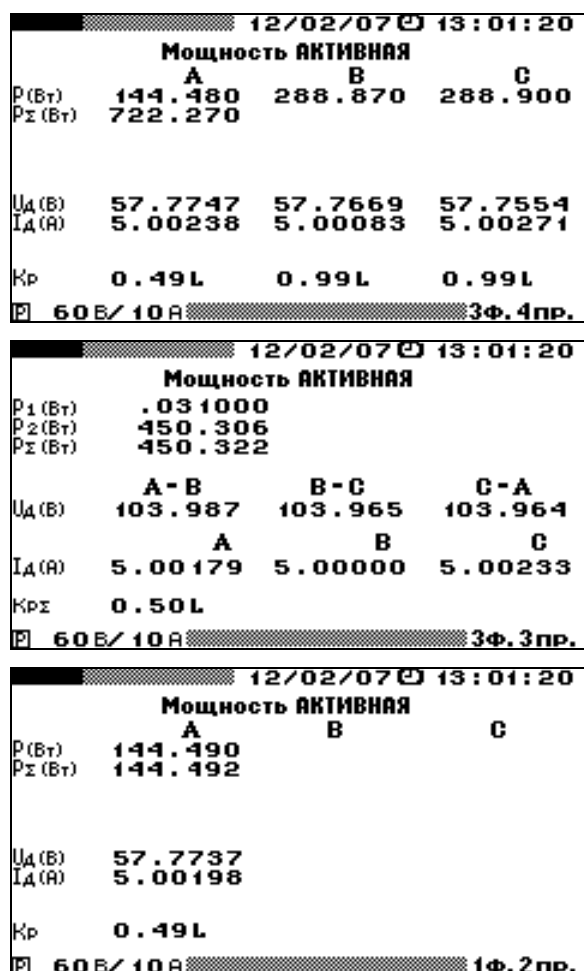 12/02/07 13:01:20
Мощность АКТИВНАЯ
A B C
P(Вт) 144.480 288.870 288.900
PΣ(Вт) 722.270
Uд(В) 57.7747 57.7669 57.7554
Iд(А) 5.00238 5.00083 5.00271
Кр 0.49L 0.99L 0.99L
P 60В/10А 3Ф.4пр.
12/02/07 13:01:20
Мощность АКТИВНАЯ
P1(Вт) .031000
P2(Вт) 450.306
PΣ(Вт) 450.322
A-B B-C C-A
Uд(В) 103.987 103.965 103.964
A B C
Iд(А) 5.00179 5.00000 5.00233
КрΣ 0.50L
P 60В/10А 3Ф.3пр.
12/02/07 13:01:20
Мощность АКТИВНАЯ
A B C
P(Вт) 144.490
PΣ(Вт) 144.492
Uд(В) 57.7737
Iд(А) 5.00198
Кр 0.49L
P 60В/10А 1Ф.2пр.